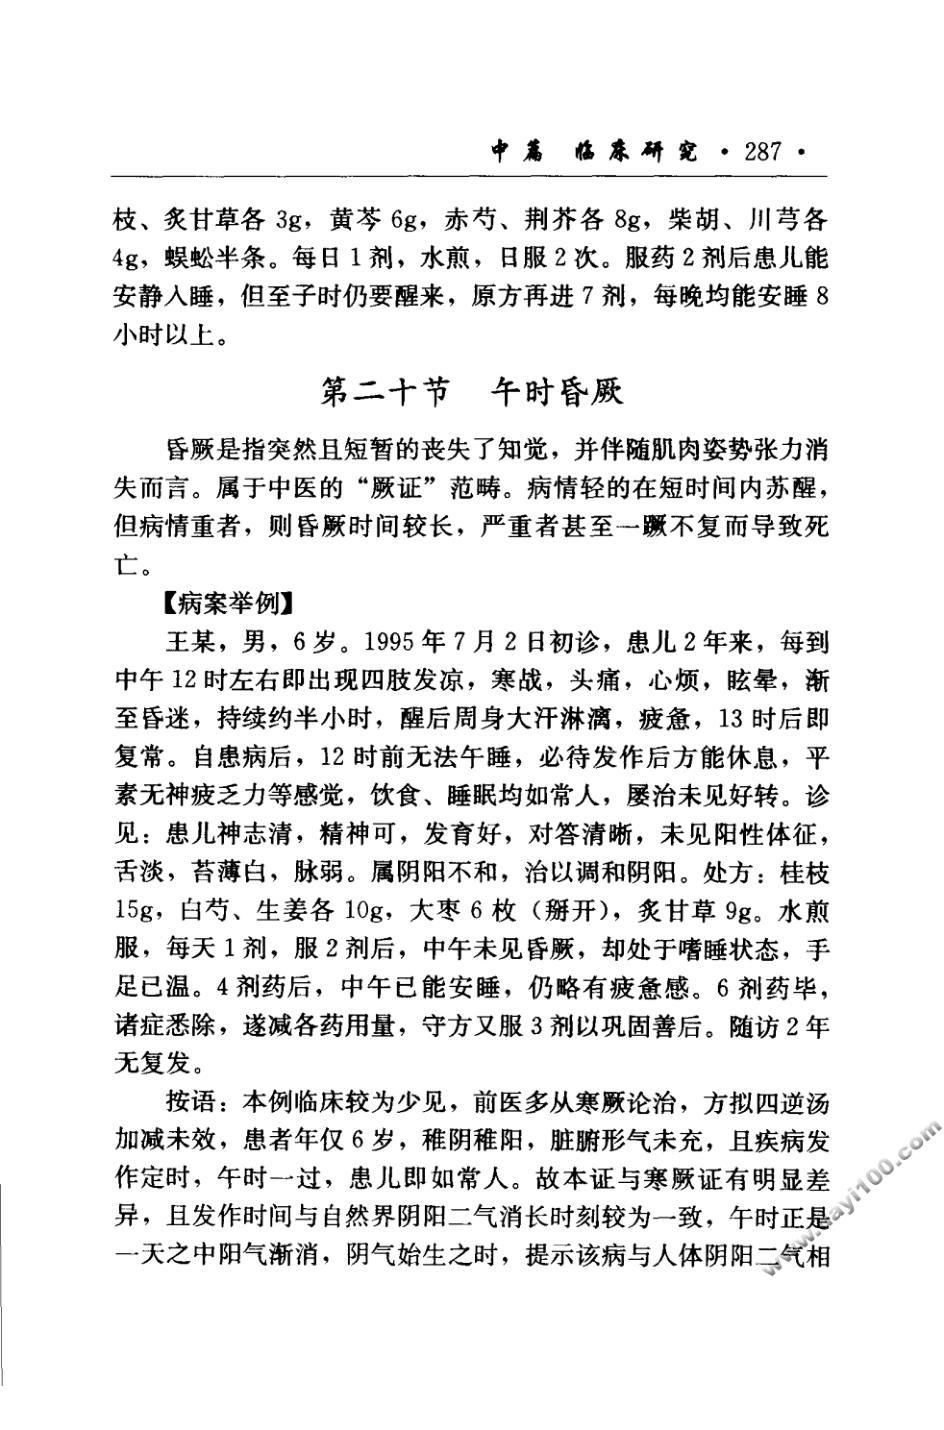 中篇 临床研究 · 287 ·
枝、炙甘草各 3g，黄芩 6g，赤芍、荆芥各 8g，柴胡、川芎各
4g，蜈蚣半条。每日 1 剂，水煎，日服 2 次。服药 2 剂后患儿能
安静入睡，但至子时仍要醒来，原方再进 7 剂，每晚均能安睡 8
小时以上。
第二十节 午时昏厥
昏厥是指突然且短暂的丧失了知觉，并伴随肌肉姿势张力消
失而言。属于中医的“厥证”范畴。病情轻的在短时间内苏醒，
但病情重者，则昏厥时间较长，严重者甚至一蹶不复而导致死
亡。
【病案举例】
王某，男，6 岁。1995 年 7 月 2 日初诊，患儿 2 年来，每到
中午 12 时左右即出现四肢发凉，寒战，头痛，心烦，眩晕，渐
至昏迷，持续约半小时，醒后周身大汗淋漓，疲惫，13 时后即
复常。自患病后，12 时前无法午睡，必待发作后方能休息，平
素无神疲乏力等感觉，饮食、睡眠均如常人，屡治未见好转。诊
见：患儿神志清，精神可，发育好，对答清晰，未见阳性体征，
舌淡，苔薄白，脉弱。属阴阳不和，治以调和阴阳。处方：桂枝
15g，白芍、生姜各 10g，大枣 6 枚（掰开），炙甘草 9g。水煎
服，每天 1 剂，服 2 剂后，中午未见昏厥，却处于嗜睡状态，手
足已温。4 剂药后，中午已能安睡，仍略有疲惫感。6 剂药毕，
诸症悉除，遂减各药用量，守方又服 3 剂以巩固善后。随访 2 年
无复发。
按语：本例临床较为少见，前医多从寒厥论治，方拟四逆汤
加减未效，患者年仅 6 岁，稚阴稚阳，脏腑形气未充，且疾病发
作定时，午时一过，患儿即如常人。故本证与寒厥证有明显差
异，且发作时间与自然界阴阳二气消长时刻较为一致，午时正是
一天之中阳气渐消，阴气始生之时，提示该病与人体阴阳二气相
www.nayi100.com